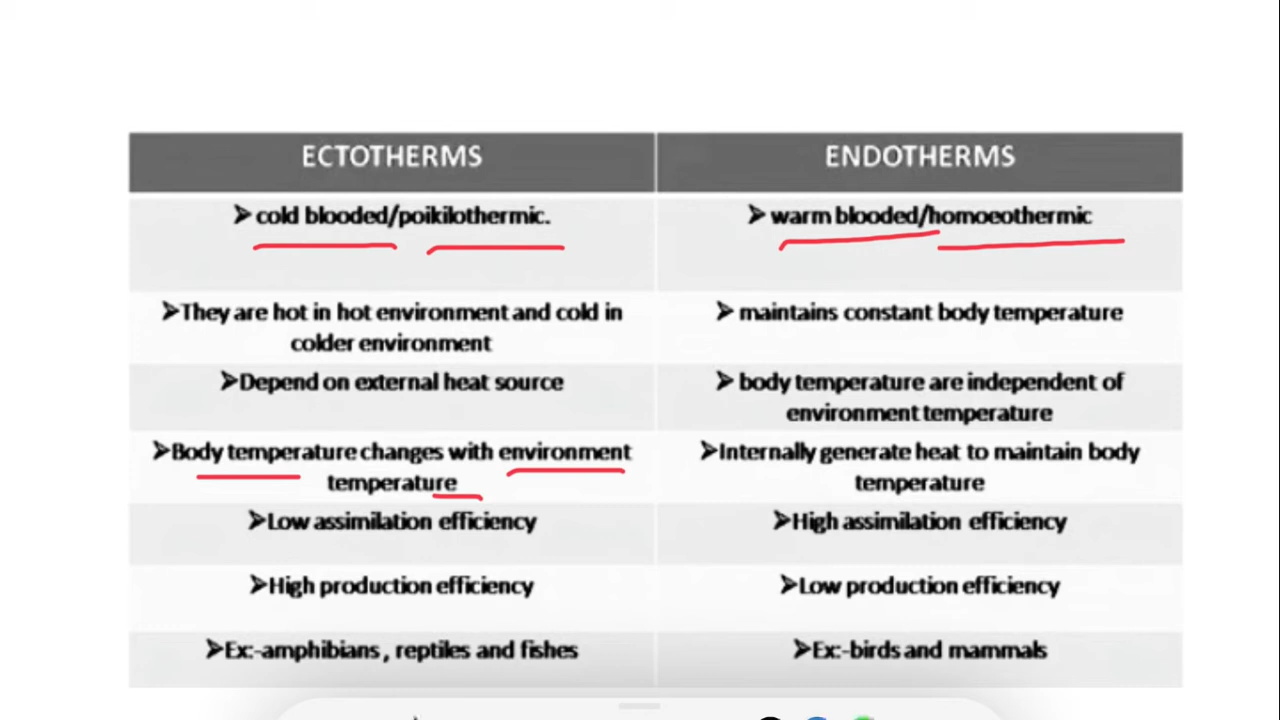 ECTOTHERMS
ENDOTHERMS
➤ cold blooded/poikilothermic.
➤ warm blooded/homoeothermic
➤They are hot in hot environment and cold in
colder environment
➤ maintains constant body temperature
➤Depend on external heat source
➤ body temperature are independent of
environment temperature
➤Body temperature changes with environment
temperature
➤Internally generate heat to maintain body
temperature
➤Low assimilation efficiency
➤High assimilation efficiency
➤High production efficiency
➤Low production efficiency
➤Ex:-amphibians, reptiles and fishes
➤Ex:-birds and mammals